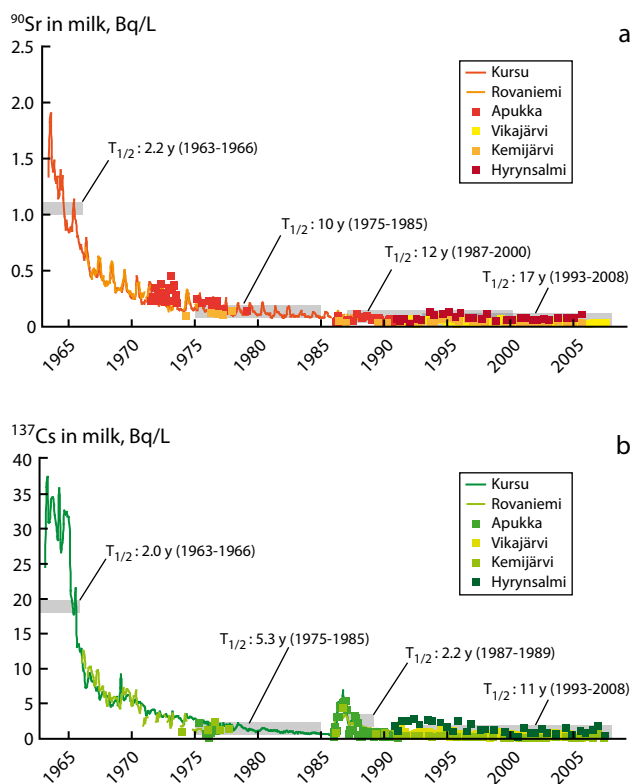 ⁹⁰Sr in milk, Bq/L
a
2.5
2.0
1.5
1.0
0.5
0
Kursu
Rovaniemi
Apukka
Vikajärvi
Kemijärvi
Hyrynsalmi
T1/2 : 2.2 y (1963-1966)
T1/2 : 10 y (1975-1985)
T1/2 : 12 y (1987-2000)
T1/2 : 17 y (1993-2008)
1965 1970 1975 1980 1985 1990 1995 2000 2005
¹³⁷Cs in milk, Bq/L
b
40
35
30
25
20
15
10
5
0
Kursu
Rovaniemi
Apukka
Vikajärvi
Kemijärvi
Hyrynsalmi
T1/2 : 2.0 y (1963-1966)
T1/2 : 5.3 y (1975-1985)
T1/2 : 2.2 y (1987-1989)
T1/2 : 11 y (1993-2008)
1965 1970 1975 1980 1985 1990 1995 2000 2005